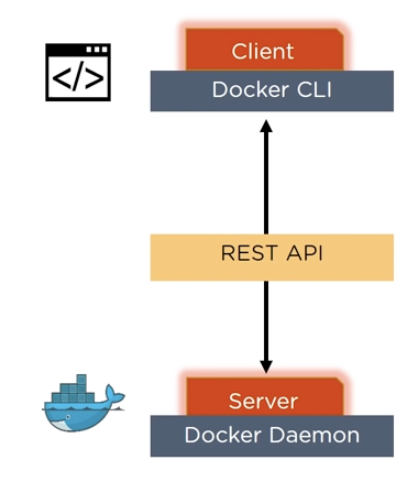 Client
</>
Docker CLI
REST API
Server
Docker Daemon